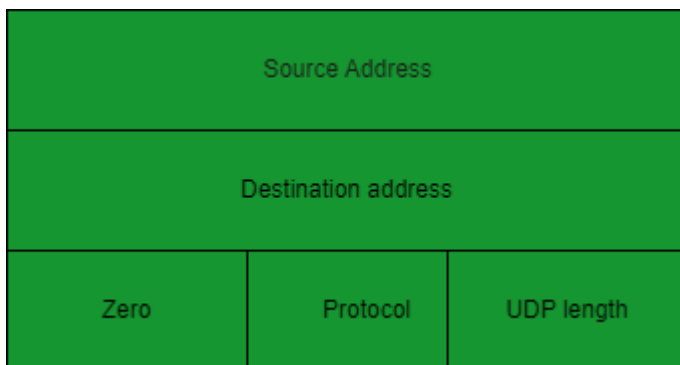 Source Address
Destination address
Zero Protocol UDP length